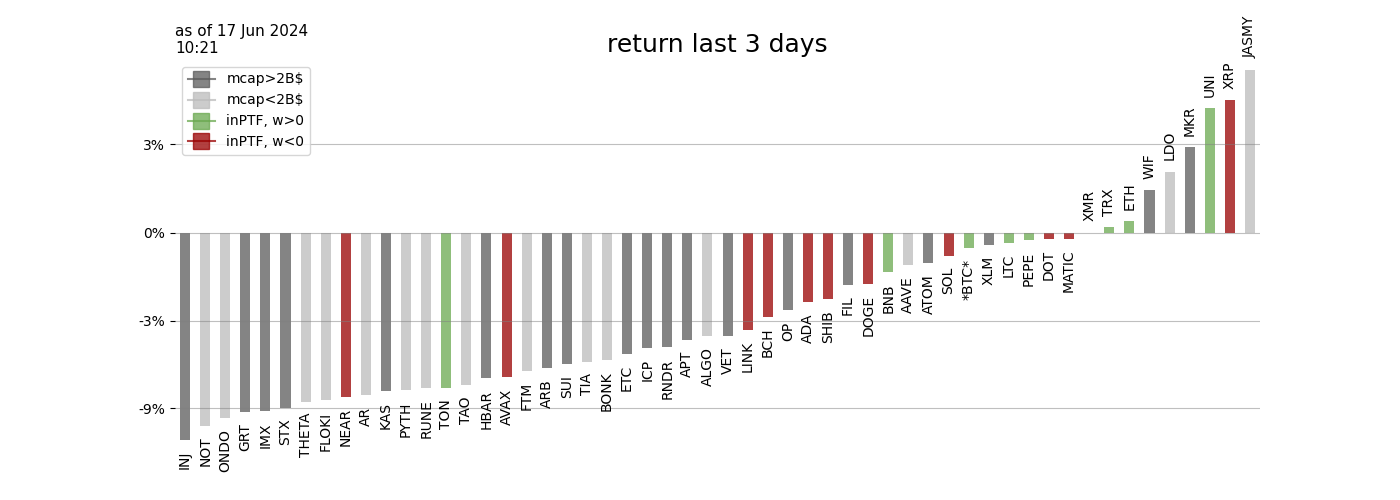 as of 17 Jun 2024
10:21
return last 3 days
mcap>2B$
mcap<2B$
inPTF, w>0
inPTF, w<0
3%
0%
-3%
-9%
INJ
NOT
ONDO
GRT
IMX
STX
THETA
FLOKI
NEAR
AR
KAS
PYTH
RUNE
TON
TAO
HBAR
AVAX
FTM
ARB
SUI
TIA
BONK
ETC
ICP
RNDR
APT
ALGO
VET
LINK
BCH
OP
ADA
SHIB
FIL
DOGE
BNB
AAVE
ATOM
SOL
*BTC*
XLM
LTC
PEPE
DOT
MATIC
XMR
TRX
ETH
WIF
LDO
MKR
UNI
XRP
JASMY